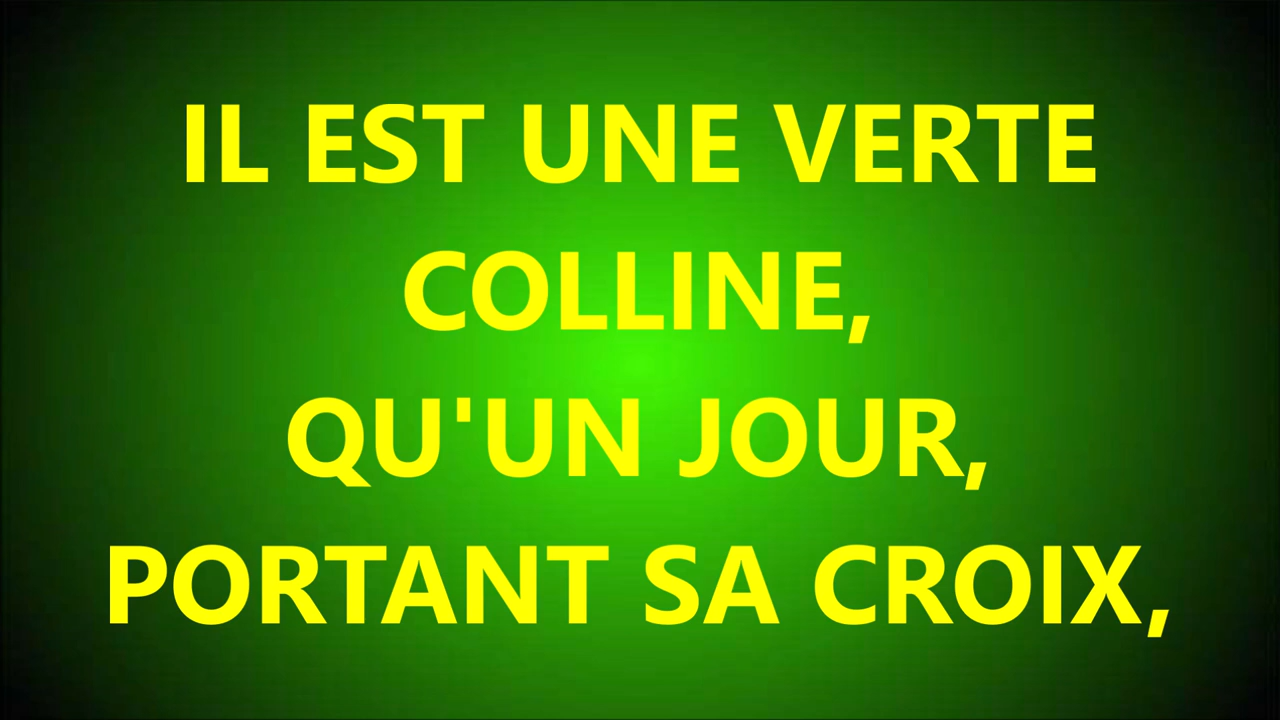 IL EST UNE VERTE
COLLINE,
QU'UN JOUR,
PORTANT SA CROIX,